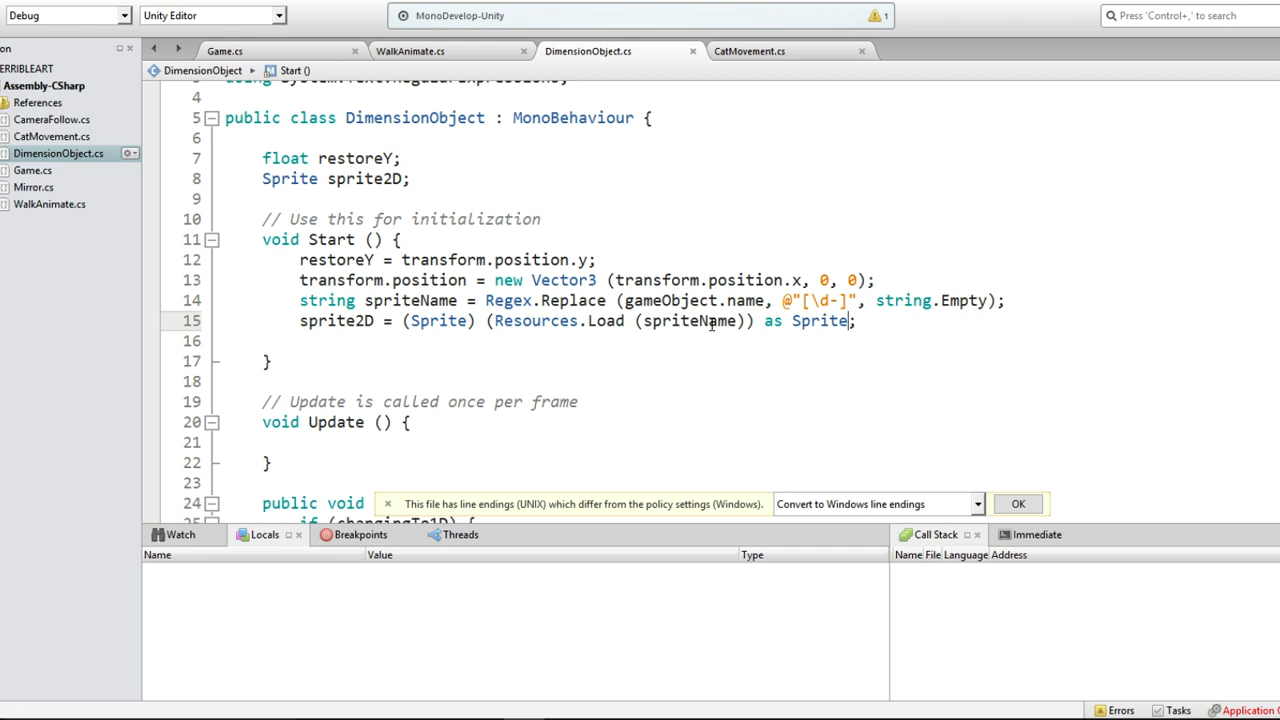 Debug
Unity Editor
MonoDevelop-Unity
1
Press 'Control+,' to search
on
Game.cs
WalkAnimate.cs
DimensionObject.cs
CatMovement.cs
ERRIBLEART
Assembly-CSharp
References
CameraFollow.cs
CatMovement.cs
DimensionObject.cs
Game.cs
Mirror.cs
WalkAnimate.cs
DimensionObject
Start ()
4
5 public class DimensionObject : MonoBehaviour {
6
7 float restoreY;
8 Sprite sprite2D;
9
10 // Use this for initialization
11 void Start () {
12 restoreY = transform.position.y;
13 transform.position = new Vector3 (transform.position.x, 0, 0);
14 string spriteName = Regex.Replace (gameObject.name, @"[\d-]", string.Empty);
15 sprite2D = (Sprite) (Resources.Load (spriteName)) as Sprite;
16
17 }
18
19 // Update is called once per frame
20 void Update () {
21
22 }
23
24 public void
This file has line endings (UNIX) which differ from the policy settings (Windows).
Convert to Windows line endings
OK
Watch
Locals
Breakpoints
Threads
Call Stack
Immediate
Name
Value
Type
Name
File
Language
Address
Errors
Tasks
Application